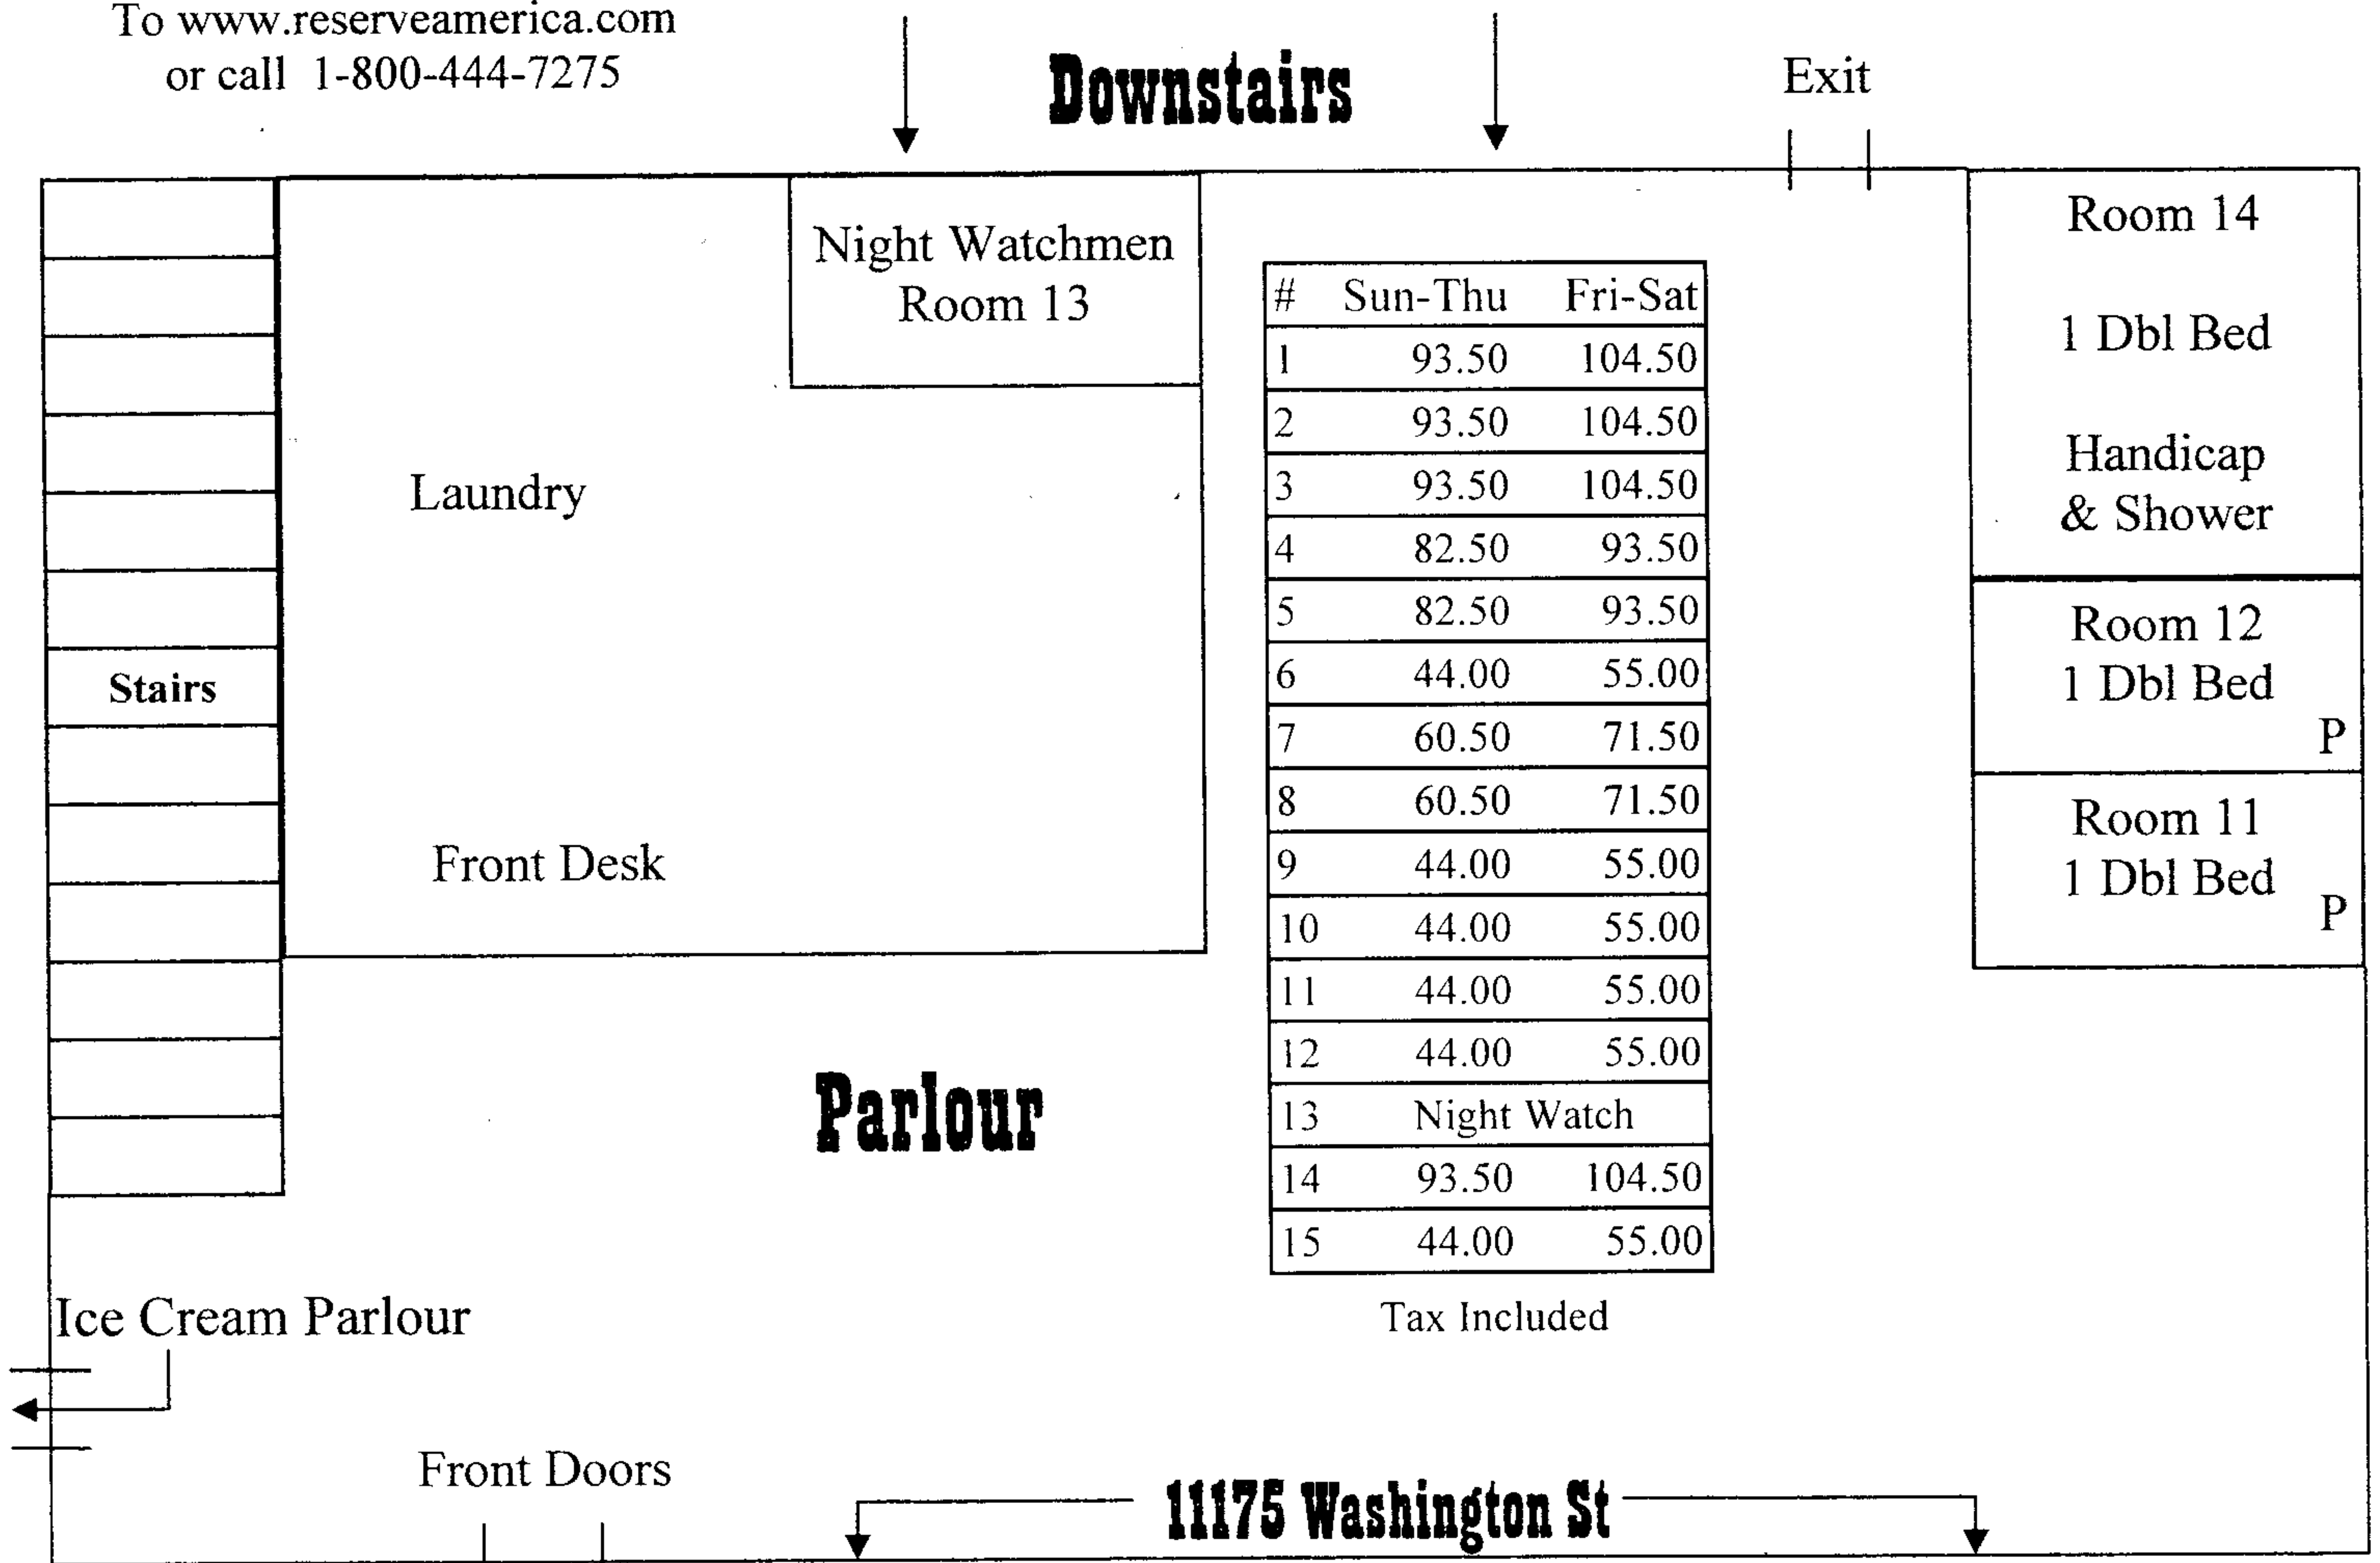 To www.reserveamerica.com
or call 1-800-444-7275
Downstairs
Exit
Night Watchmen
Room 13
Laundry
Stairs
Front Desk
# Sun-Thu Fri-Sat
1 93.50 104.50
2 93.50 104.50
3 93.50 104.50
4 82.50 93.50
5 82.50 93.50
6 44.00 55.00
7 60.50 71.50
8 60.50 71.50
9 44.00 55.00
10 44.00 55.00
11 44.00 55.00
12 44.00 55.00
13 Night Watch
14 93.50 104.50
15 44.00 55.00
Tax Included
Room 14
1 Dbl Bed
Handicap
& Shower
Room 12
1 Dbl Bed
P
Room 11
1 Dbl Bed
P
Parlour
Ice Cream Parlour
Front Doors
11175 Washington St